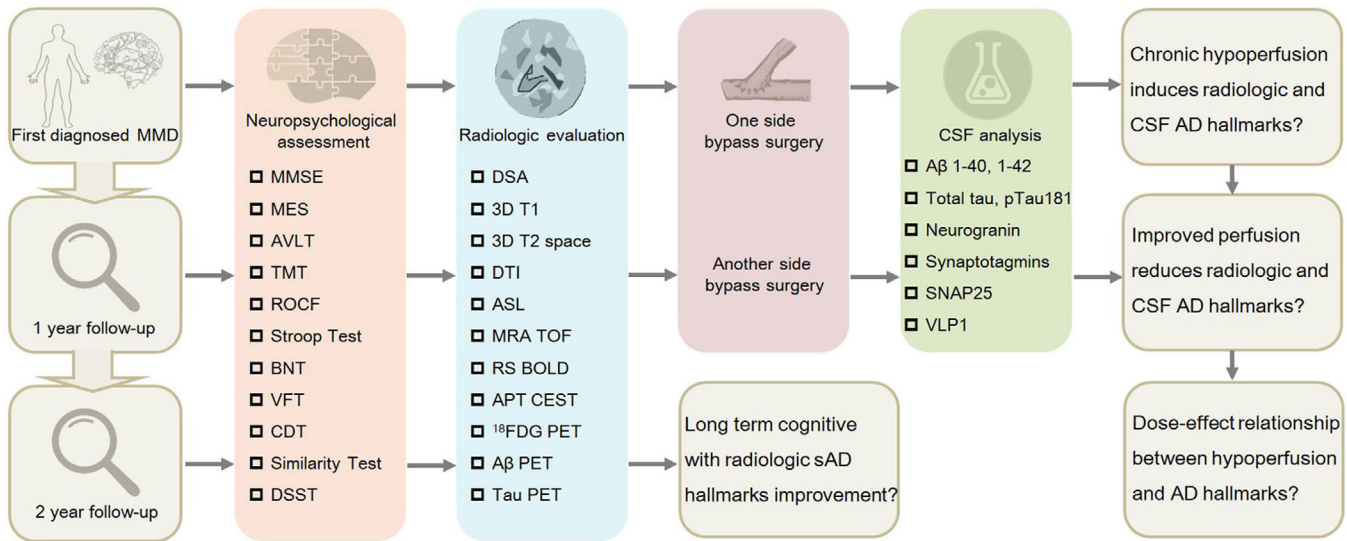 First diagnosed MMD
1 year follow-up
2 year follow-up
Neuropsychological
assessment
MMSE
MES
AVLT
TMT
ROCF
Stroop Test
BNT
VFT
CDT
Similarity Test
DSST
Radiologic evaluation
DSA
3D T1
3D T2 space
DTI
ASL
MRA TOF
RS BOLD
APT CEST
¹⁸FDG PET
Aβ PET
Tau PET
One side
bypass surgery
Another side
bypass surgery
CSF analysis
Aβ 1-40, 1-42
Total tau, pTau181
Neurogranin
Synaptotagmins
SNAP25
VLP1
Long term cognitive
with radiologic sAD
hallmarks improvement?
Chronic hypoperfusion
induces radiologic and
CSF AD hallmarks?
Improved perfusion
reduces radiologic and
CSF AD hallmarks?
Dose-effect relationship
between hypoperfusion
and AD hallmarks?